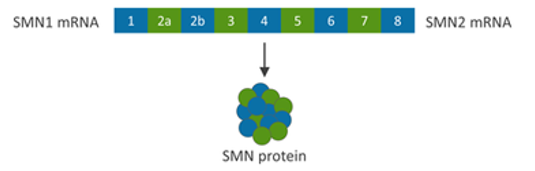 SMN1 mRNA 1 2a 2b 3 4 5 6 7 8 SMN2 mRNA
SMN protein